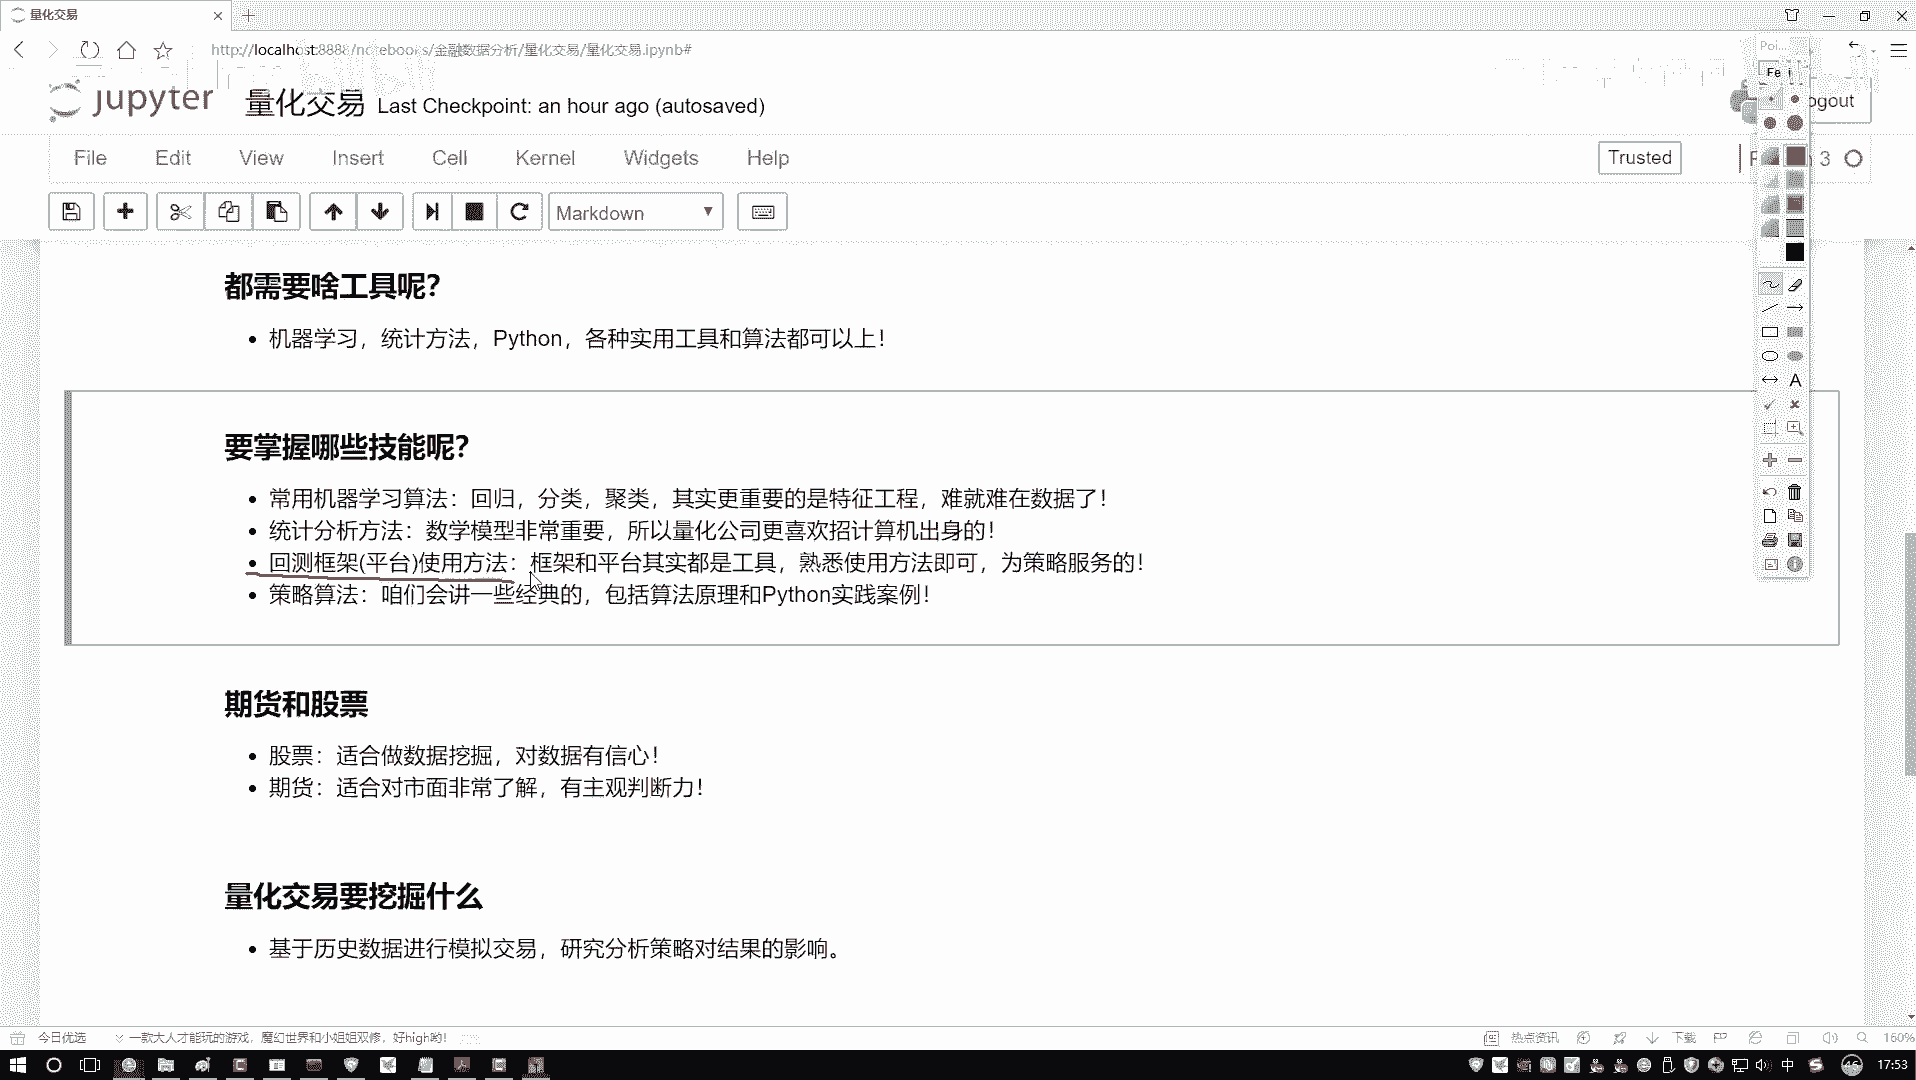 量化交易
http://localhost:8888/notebooks/金融数据分析/量化交易/量化交易.ipynb#
Poi...
Fe
jupyter 量化交易 Last Checkpoint: an hour ago (autosaved)
ogout
File Edit View Insert Cell Kernel Widgets Help
Trusted
3
Markdown
都需要啥工具呢?
• 机器学习，统计方法，Python，各种实用工具和算法都可以上!
要掌握哪些技能呢?
• 常用机器学习算法：回归，分类，聚类，其实更重要的是特征工程，难就难在数据了!
• 统计分析方法：数学模型非常重要，所以量化公司更喜欢招计算机出身的!
• 回测框架(平台)使用方法：框架和平台其实都是工具，熟悉使用方法即可，为策略服务的!
• 策略算法：咱们会讲一些经典的，包括算法原理和Python实践案例!
期货和股票
• 股票：适合做数据挖掘，对数据有信心!
• 期货：适合对市面非常了解，有主观判断力!
量化交易要挖掘什么
• 基于历史数据进行模拟交易，研究分析策略对结果的影响。
今日优选 一款大人才能玩的游戏，魔幻世界和小姐姐双修，好high哟!
热点资讯 下载 160%
中 46 17:53